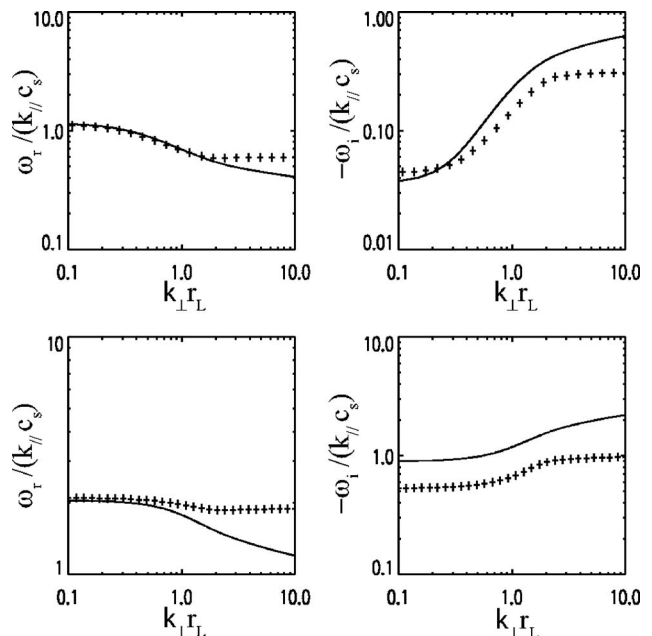 10.0
1.0
0.1
ω_r/(k_// c_s)
0.1 1.0 10.0
k_⊥ r_L
0.10
0.01
−ω_i/(k_// c_s)
0.1 1.0 10.0
k_⊥ r_L
10
1
ω_r/(k_// c_s)
0.1 1.0 10.0
k_⊥ r_L
10.0
1.0
0.1
−ω_i/(k_// c_s)
0.1 1.0 10.0
k_⊥ r_L